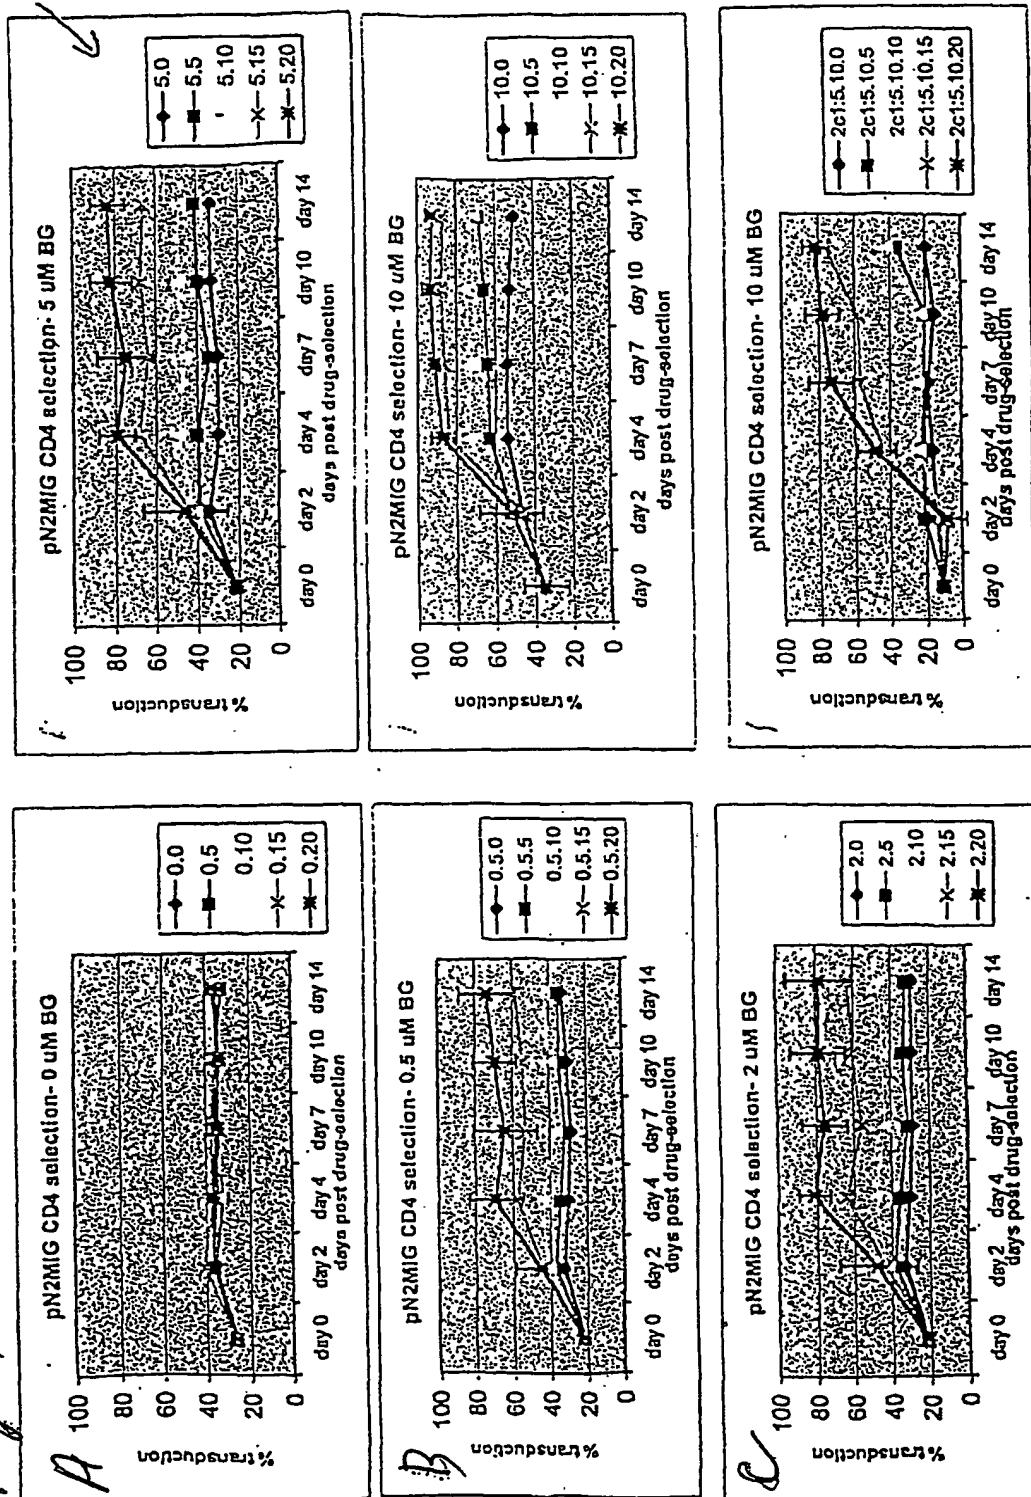 A
pN2MIG CD4 selection- 0 uM BG
% transduction
100
80
60
40
20
0
day 0 day 2 day 4 day 7 day 10 day 14
days post drug-selection
0.0
0.5
0.10
0.15
0.20
B
pN2MIG CD4 selection- 0.5 uM BG
% transduction
100
80
60
40
20
0
day 0 day 2 day 4 day 7 day 10 day 14
days post drug-selection
0.5.0
0.5.5
0.5.10
0.5.15
0.5.20
C
pN2MIG CD4 selection- 2 uM BG
% transduction
100
80
60
40
20
0
day 0 day 2 day 4 day 7 day 10 day 14
days post drug-selection
2.0
2.5
2.10
2.15
2.20
pN2MIG CD4 selection- 5 uM BG
% transduction
100
80
60
40
20
0
day 0 day 2 day 4 day 7 day 10 day 14
days post drug-selection
5.0
5.5
5.10
5.15
5.20
pN2MIG CD4 selection- 10 uM BG
% transduction
100
80
60
40
20
0
day 0 day 2 day 4 day 7 day 10 day 14
days post drug-selection
10.0
10.5
10.10
10.15
10.20
pN2MIG CD4 selection- 10 uM BG
% transduction
100
80
60
40
20
0
day 0 day 2 day 4 day 7 day 10 day 14
days post drug-selection
2c1:5.10.0
2c1:5.10.5
2c1:5.10.10
2c1:5.10.15
2c1:5.10.20